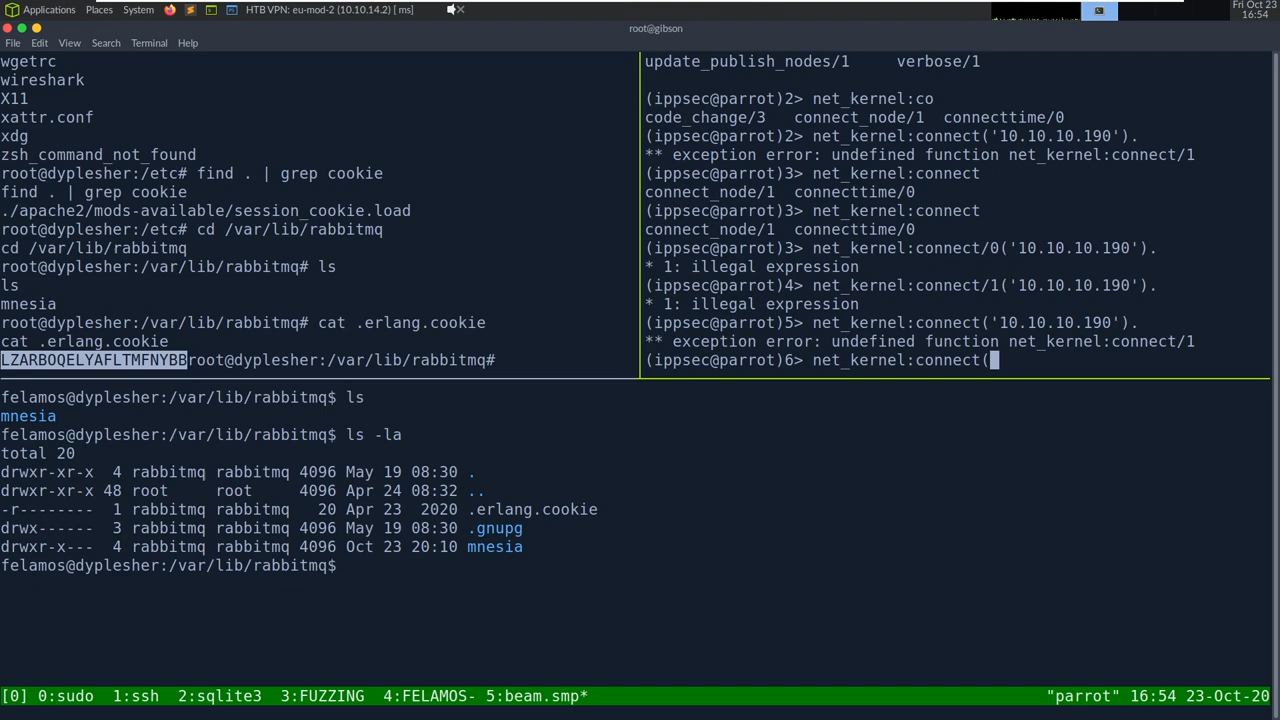 Applications Places System HTB VPN: eu-mod-2 (10.10.14.2) [ ms] Fri Oct 23
16:54
root@gibson
File Edit View Search Terminal Help
wgetrc
wireshark
X11
xattr.conf
xdg
zsh_command_not_found
root@dyplesher:/etc# find . | grep cookie
find . | grep cookie
./apache2/mods-available/session_cookie.load
root@dyplesher:/etc# cd /var/lib/rabbitmq
cd /var/lib/rabbitmq
root@dyplesher:/var/lib/rabbitmq# ls
ls
mnesia
root@dyplesher:/var/lib/rabbitmq# cat .erlang.cookie
cat .erlang.cookie
LZARBOQELYAFLTMFNYBBroot@dyplesher:/var/lib/rabbitmq#
update_publish_nodes/1 verbose/1
(ippsec@parrot)2> net_kernel:co
code_change/3 connect_node/1 connecttime/0
(ippsec@parrot)2> net_kernel:connect('10.10.10.190').
** exception error: undefined function net_kernel:connect/1
(ippsec@parrot)3> net_kernel:connect
connect_node/1 connecttime/0
(ippsec@parrot)3> net_kernel:connect
connect_node/1 connecttime/0
(ippsec@parrot)3> net_kernel:connect/0('10.10.10.190').
* 1: illegal expression
(ippsec@parrot)4> net_kernel:connect/1('10.10.10.190').
* 1: illegal expression
(ippsec@parrot)5> net_kernel:connect('10.10.10.190').
** exception error: undefined function net_kernel:connect/1
(ippsec@parrot)6> net_kernel:connect(
felamos@dyplesher:/var/lib/rabbitmq$ ls
mnesia
felamos@dyplesher:/var/lib/rabbitmq$ ls -la
total 20
drwxr-xr-x 4 rabbitmq rabbitmq 4096 May 19 08:30 .
drwxr-xr-x 48 root root 4096 Apr 24 08:32 ..
-r-------- 1 rabbitmq rabbitmq 20 Apr 23 2020 .erlang.cookie
drwx------ 3 rabbitmq rabbitmq 4096 May 19 08:30 .gnupg
drwxr-x--- 4 rabbitmq rabbitmq 4096 Oct 23 20:10 mnesia
felamos@dyplesher:/var/lib/rabbitmq$
[0] 0:sudo 1:ssh 2:sqlite3 3:FUZZING 4:FELAMOS- 5:beam.smp* "parrot" 16:54 23-Oct-20